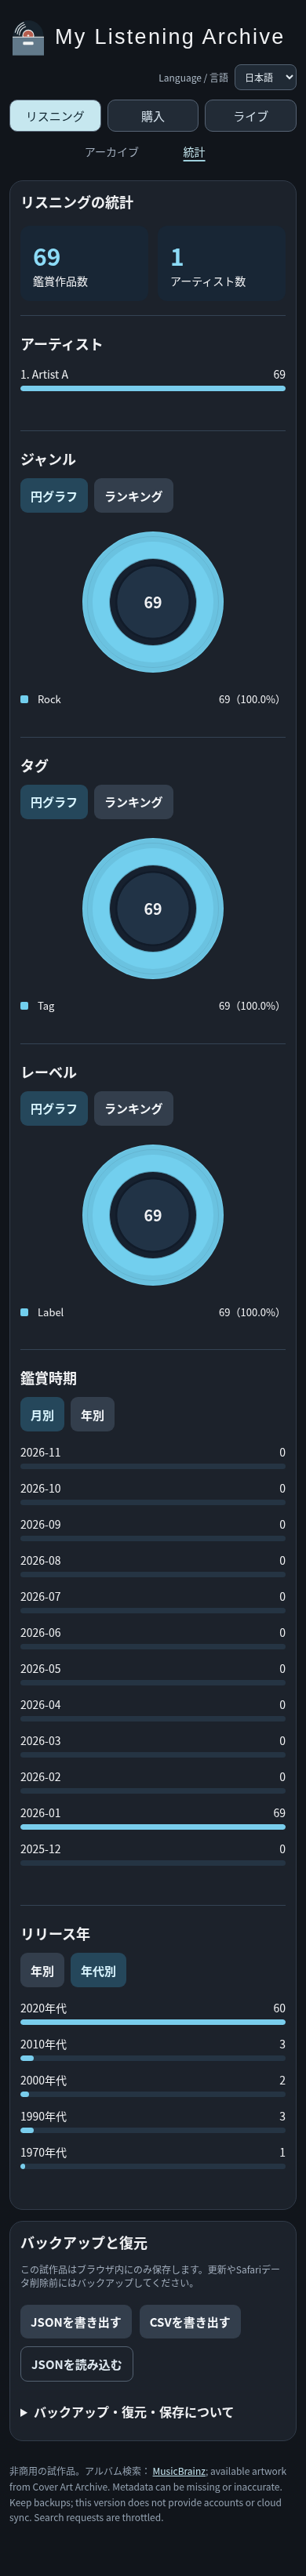 My Listening Archive
Language / 言語 日本語
リスニング 購入 ライブ
アーカイブ 統計
リスニングの統計
69 1
鑑賞作品数 アーティスト数
アーティスト
1. Artist A 69
ジャンル
円グラフ ランキング
69
Rock 69（100.0%）
タグ
円グラフ ランキング
69
Tag 69（100.0%）
レーベル
円グラフ ランキング
69
Label 69（100.0%）
鑑賞時期
月別 年別
2026-11 0
2026-10 0
2026-09 0
2026-08 0
2026-07 0
2026-06 0
2026-05 0
2026-04 0
2026-03 0
2026-02 0
2026-01 69
2025-12 0
リリース年
年別 年代別
2020年代 60
2010年代 3
2000年代 2
1990年代 3
1970年代 1
バックアップと復元
この試作品はブラウザ内にのみ保存します。更新やSafariデー
タ削除前にはバックアップしてください。
JSONを書き出す CSVを書き出す
JSONを読み込む
バックアップ・復元・保存について
非商用の試作品。アルバム検索： MusicBrainz; available artwork
from Cover Art Archive. Metadata can be missing or inaccurate.
Keep backups; this version does not provide accounts or cloud
sync. Search requests are throttled.